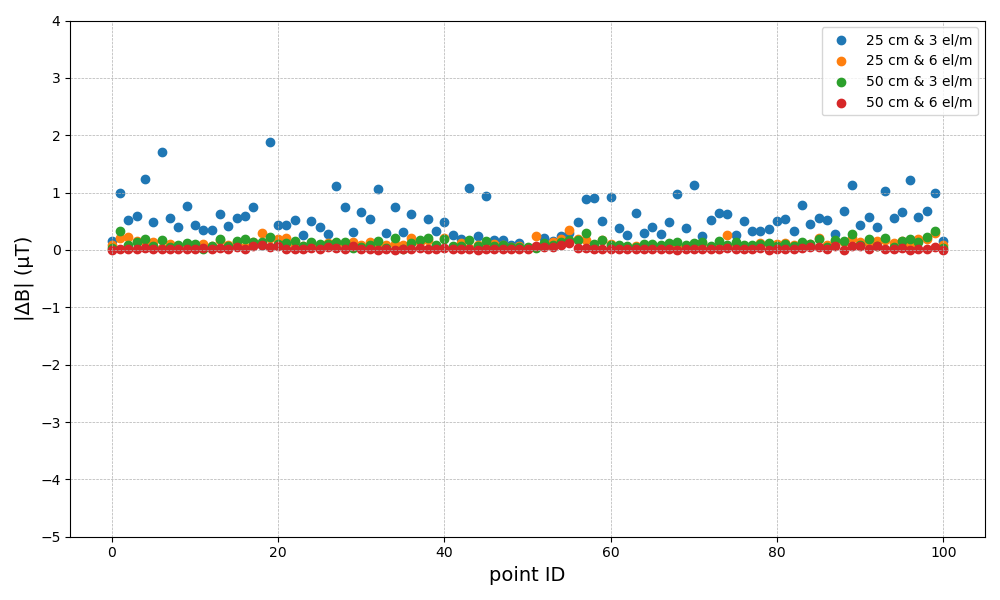 4
3
2
1
0
−1
−2
−3
−4
−5
|ΔB| (μT)
25 cm & 3 el/m
25 cm & 6 el/m
50 cm & 3 el/m
50 cm & 6 el/m
0 20 40 60 80 100
point ID